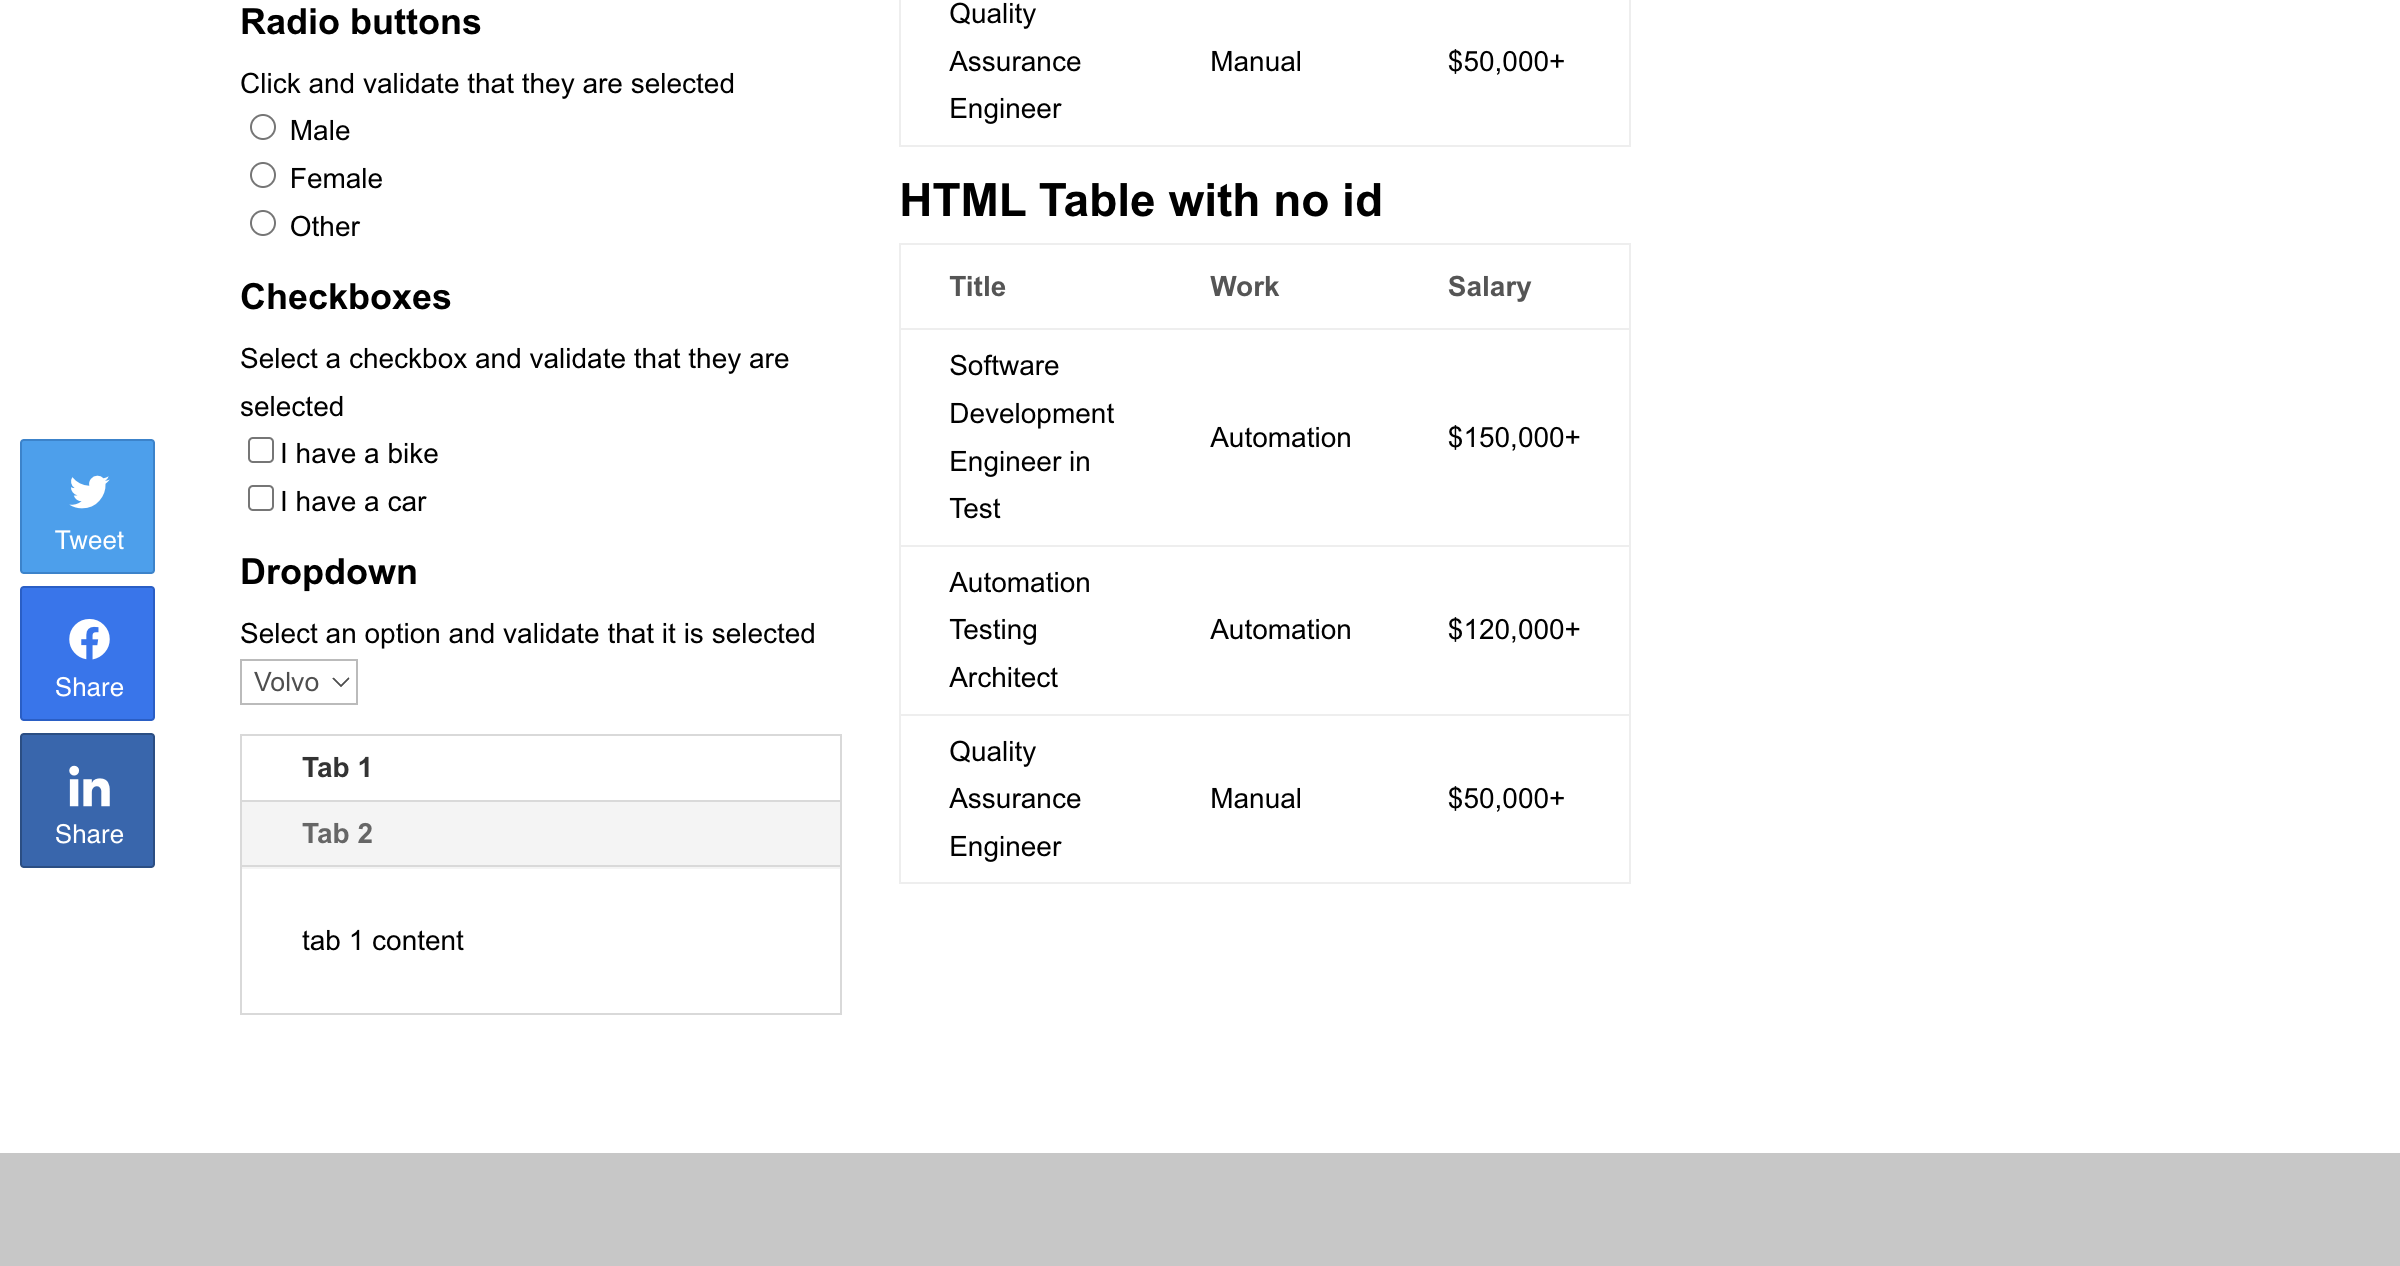 Radio buttons
Click and validate that they are selected
Male
Female
Other
Checkboxes
Select a checkbox and validate that they are
selected
I have a bike
I have a car
Dropdown
Select an option and validate that it is selected
Volvo
Tab 1
Tab 2
tab 1 content
Tweet
Share
Share
Quality
Assurance
Engineer
Manual
$50,000+
HTML Table with no id
Title Work Salary
Software
Development
Engineer in
Test
Automation
$150,000+
Automation
Testing
Architect
Automation
$120,000+
Quality
Assurance
Engineer
Manual
$50,000+